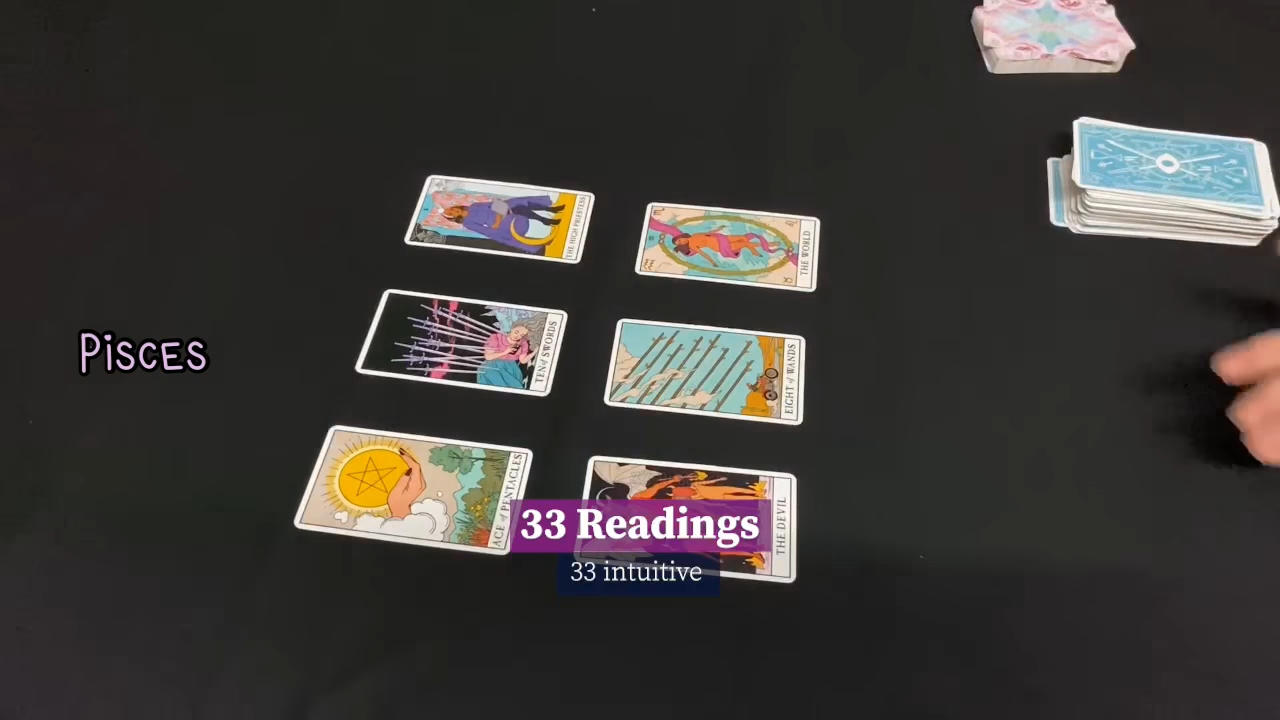 THE HIGH PRIESTESS
THE WORLD
Pisces
TEN of SWORDS
EIGHT of WANDS
ACE of PENTACLES
THE DEVIL
33 Readings
33 intuitive